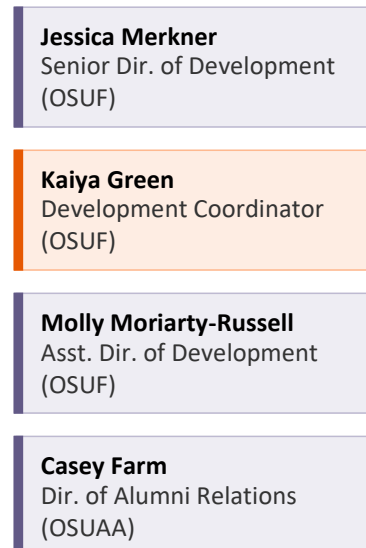 Jessica Merkner
Senior Dir. of Development
(OSUF)
Kaiya Green
Development Coordinator
(OSUF)
Molly Moriarty-Russell
Asst. Dir. of Development
(OSUF)
Casey Farm
Dir. of Alumni Relations
(OSUAA)